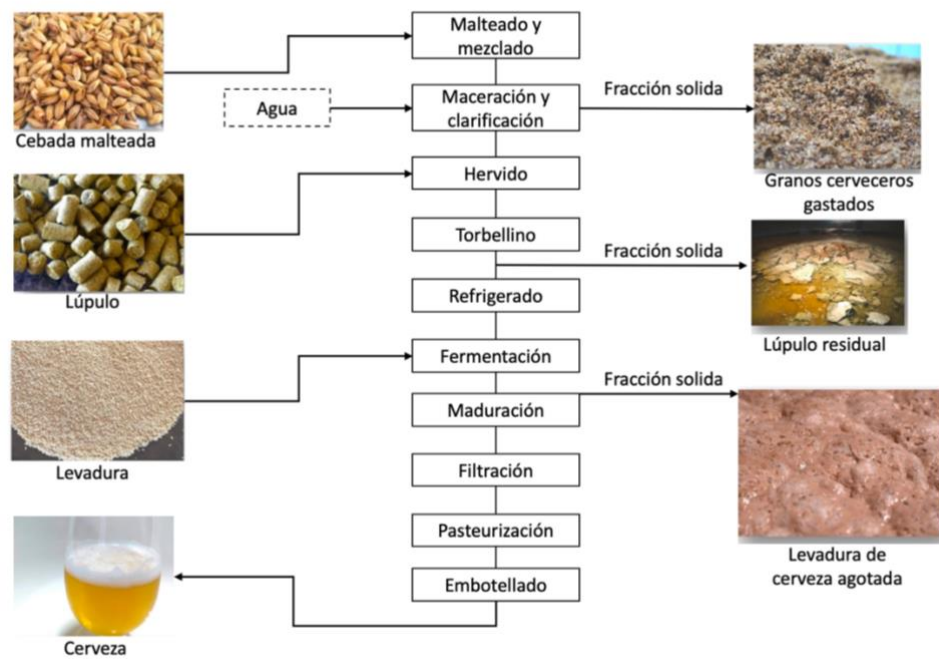 Malteado y
mezclado
Cebada malteada
Agua
Maceración y
clarificación
Fracción solida
Granos cerveceros
gastados
Hervido
Lúpulo
Torbellino
Fracción solida
Refrigerado
Lúpulo residual
Fermentación
Levadura
Fracción solida
Maduración
Filtración
Pasteurización
Levadura de
cerveza agotada
Embotellado
Cerveza